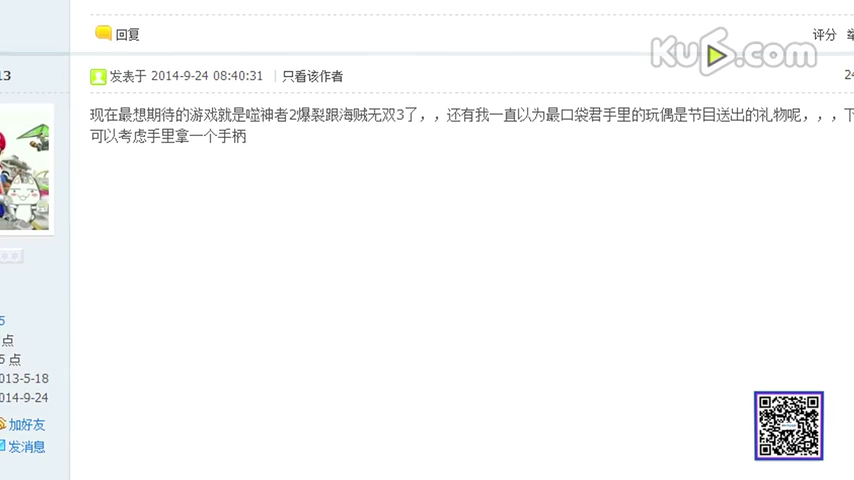 回复
评分
Ku6.com
13
发表于 2014-9-24 08:40:31
只看该作者
24
现在最想期待的游戏就是噬神者2爆裂跟海贼无双3了，，还有我一直以为最口袋君手里的玩偶是节目送出的礼物呢，，，下
可以考虑手里拿一个手柄
5
点
5 点
013-5-18
014-9-24
加好友
发消息